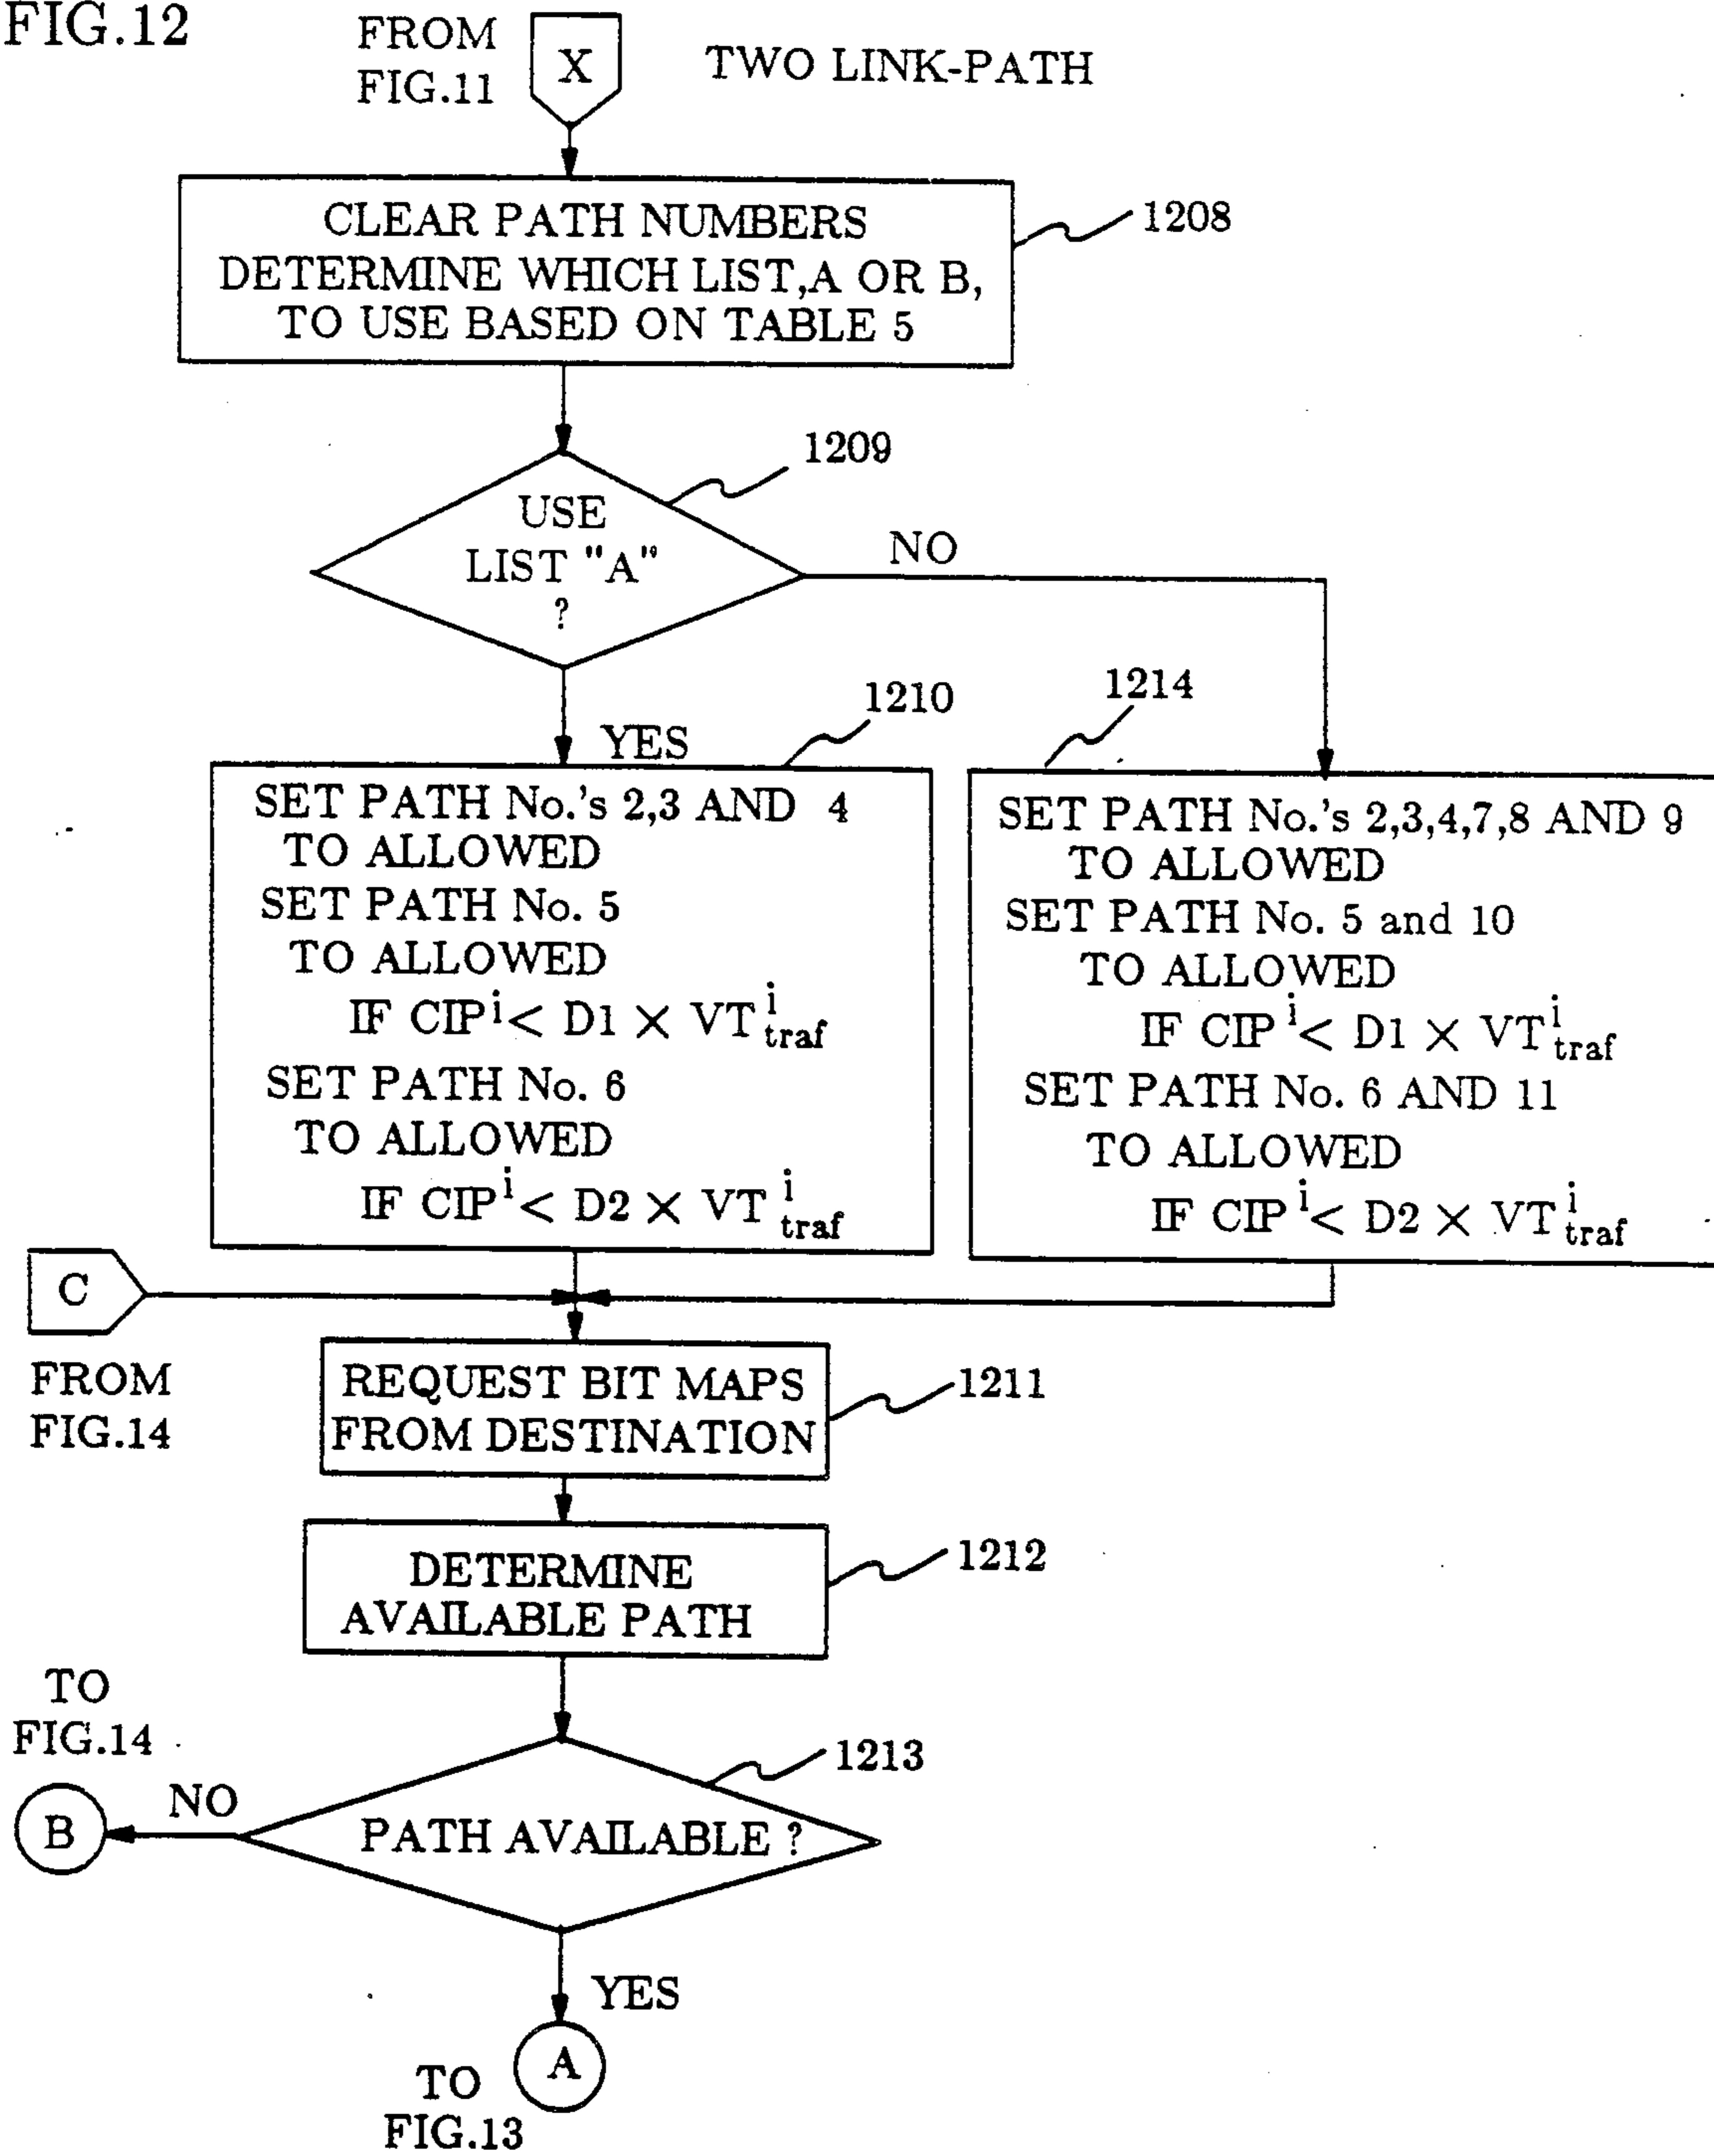 FIG.12
FROM
FIG.11
X
TWO LINK-PATH
CLEAR PATH NUMBERS
DETERMINE WHICH LIST,A OR B,
TO USE BASED ON TABLE 5
1208
1209
USE
LIST "A"
?
NO
YES
1210
1214
SET PATH No.'s 2,3 AND 4
TO ALLOWED
SET PATH No. 5
TO ALLOWED
IF CIP^i < D1 × VT^i_traf
SET PATH No. 6
TO ALLOWED
IF CIP^i < D2 × VT^i_traf
SET PATH No.'s 2,3,4,7,8 AND 9
TO ALLOWED
SET PATH No. 5 and 10
TO ALLOWED
IF CIP^i < D1 × VT^i_traf
SET PATH No. 6 AND 11
TO ALLOWED
IF CIP^i < D2 × VT^i_traf
C
FROM
FIG.14
REQUEST BIT MAPS
FROM DESTINATION
1211
DETERMINE
AVAILABLE PATH
1212
TO
FIG.14
B
NO
PATH AVAILABLE ?
1213
YES
A
TO
FIG.13